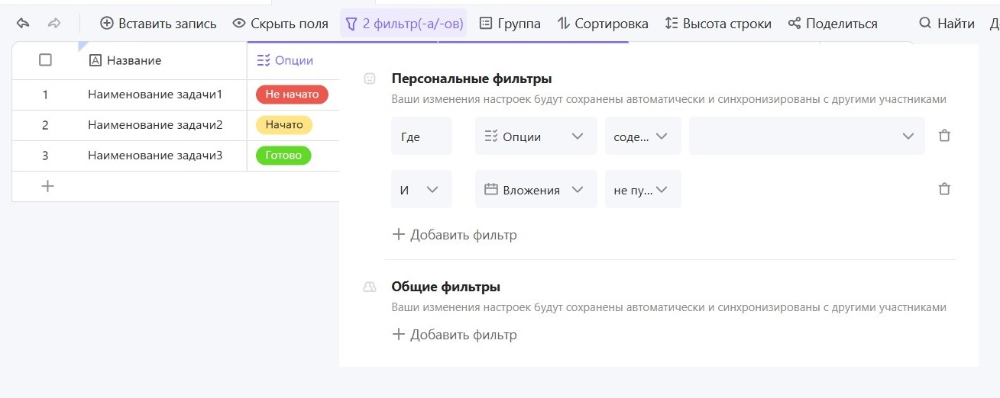 Вставить запись Скрыть поля 2 фильтр(-а/-ов) Группа Сортировка Высота строки Поделиться Найти
Название Опции
1 Наименование задачи1 Не начато
2 Наименование задачи2 Начато
3 Наименование задачи3 Готово
Персональные фильтры
Ваши изменения настроек будут сохранены автоматически и синхронизированы с другими участниками
Где Опции соде...
И Вложения не пу...
Добавить фильтр
Общие фильтры
Ваши изменения настроек будут сохранены автоматически и синхронизированы с другими участниками
Добавить фильтр